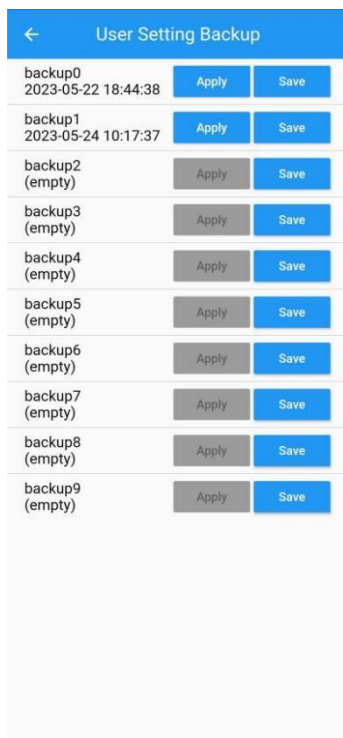 User Setting Backup
backup0
2023-05-22 18:44:38
Apply
Save
backup1
2023-05-24 10:17:37
Apply
Save
backup2
(empty)
Apply
Save
backup3
(empty)
Apply
Save
backup4
(empty)
Apply
Save
backup5
(empty)
Apply
Save
backup6
(empty)
Apply
Save
backup7
(empty)
Apply
Save
backup8
(empty)
Apply
Save
backup9
(empty)
Apply
Save